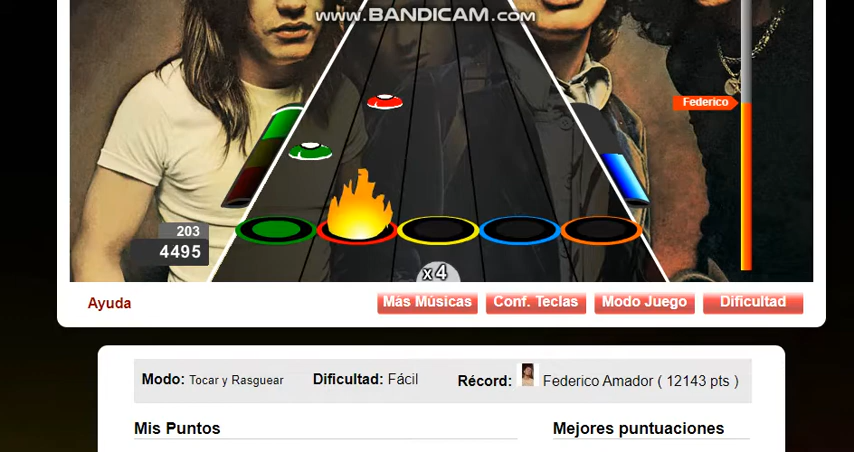 www.BANDICAM.com
Federico
203
4495
x4
Ayuda
Más Músicas
Conf. Teclas
Modo Juego
Dificultad
Modo: Tocar y Rasguear
Dificultad: Fácil
Récord: Federico Amador ( 12143 pts )
Mis Puntos
Mejores puntuaciones